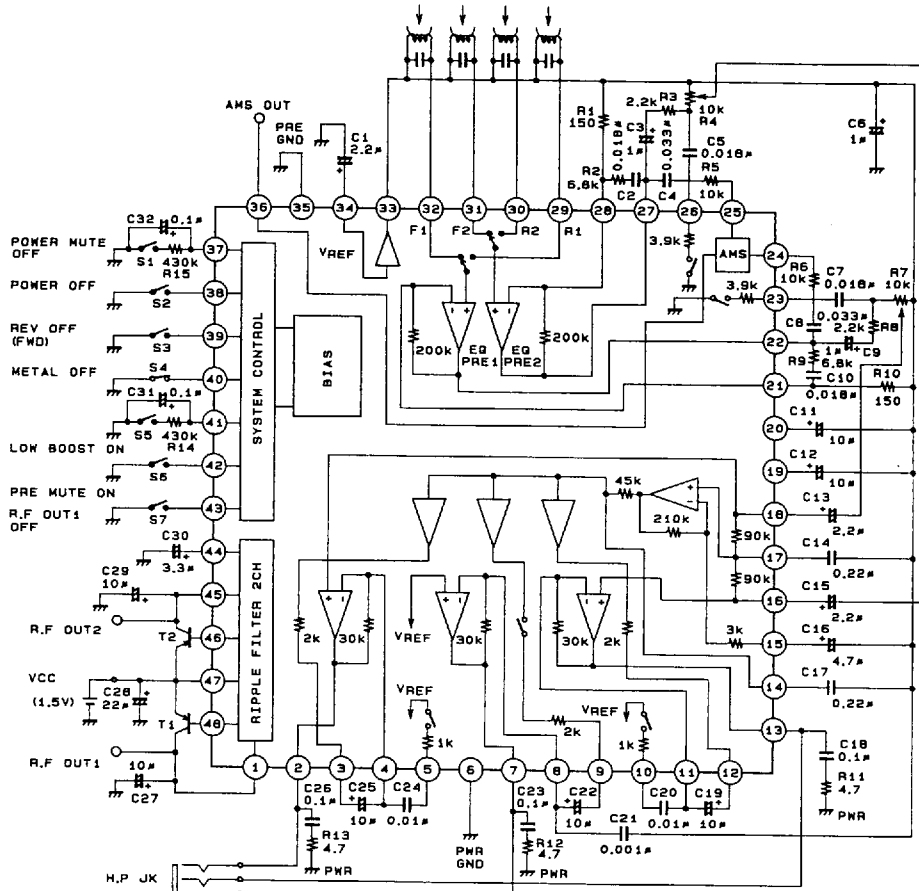 AMS OUT
PRE
GND
C1
2.2μ
R1
150
2.2k
R3
10k
R4
C6
1μ
0.018μ
C3
1μ
0.033μ
C5
0.018μ
R2
6.8k
C2
C4
R5
10k
36
35
34
33
32
31
30
29
28
27
26
25
VREF
F1
F2
R2
R1
3.9k
AMS
24
3.9k
23
22
21
20
19
18
17
16
15
14
13
C32
0.1μ
POWER MUTE
OFF
S1
430k
R15
37
POWER OFF
S2
38
REV OFF
(FWD)
S3
39
METAL OFF
S4
40
C31
0.1μ
S5
430k
R14
41
LOW BOOST ON
S6
42
PRE MUTE ON
R.F OUT1
OFF
S7
43
SYSTEM CONTROL
BIAS
200k
EQ
PRE1
EQ
PRE2
200k
R6
10k
C7
0.018μ
R7
10k
C8
0.033μ
2.2k
R8
1μ
C9
R9
6.8k
C10
0.018μ
R10
150
C11
10μ
C12
10μ
C13
2.2μ
C14
0.22μ
C15
2.2μ
C16
4.7μ
C17
0.22μ
C18
0.1μ
R11
4.7
PWR
45k
210k
90k
90k
3k
C30
3.3μ
44
C29
10μ
45
R.F OUT2
T2
46
VCC
(1.5V)
C28
22μ
47
T1
48
R.F OUT1
10μ
C27
RIPPLE FILTER 2CH
2k
30k
VREF
30k
30k
2k
VREF
1k
2k
VREF
1k
1
2
3
4
5
6
7
8
9
10
11
12
C26
0.1μ
C25
10μ
C24
0.01μ
C23
0.1μ
C22
10μ
C20
0.01μ
C19
10μ
C21
0.001μ
R13
4.7
PWR
PWR
GND
R12
4.7
PWR
H.P JK